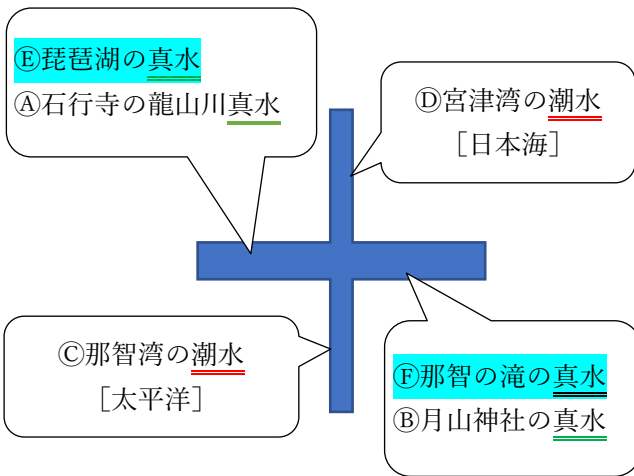 Ⓔ琵琶湖の真水
Ⓐ石行寺の龍山川真水
Ⓓ宮津湾の潮水
［日本海］
Ⓒ那智湾の潮水
［太平洋］
Ⓕ那智の滝の真水
Ⓑ月山神社の真水